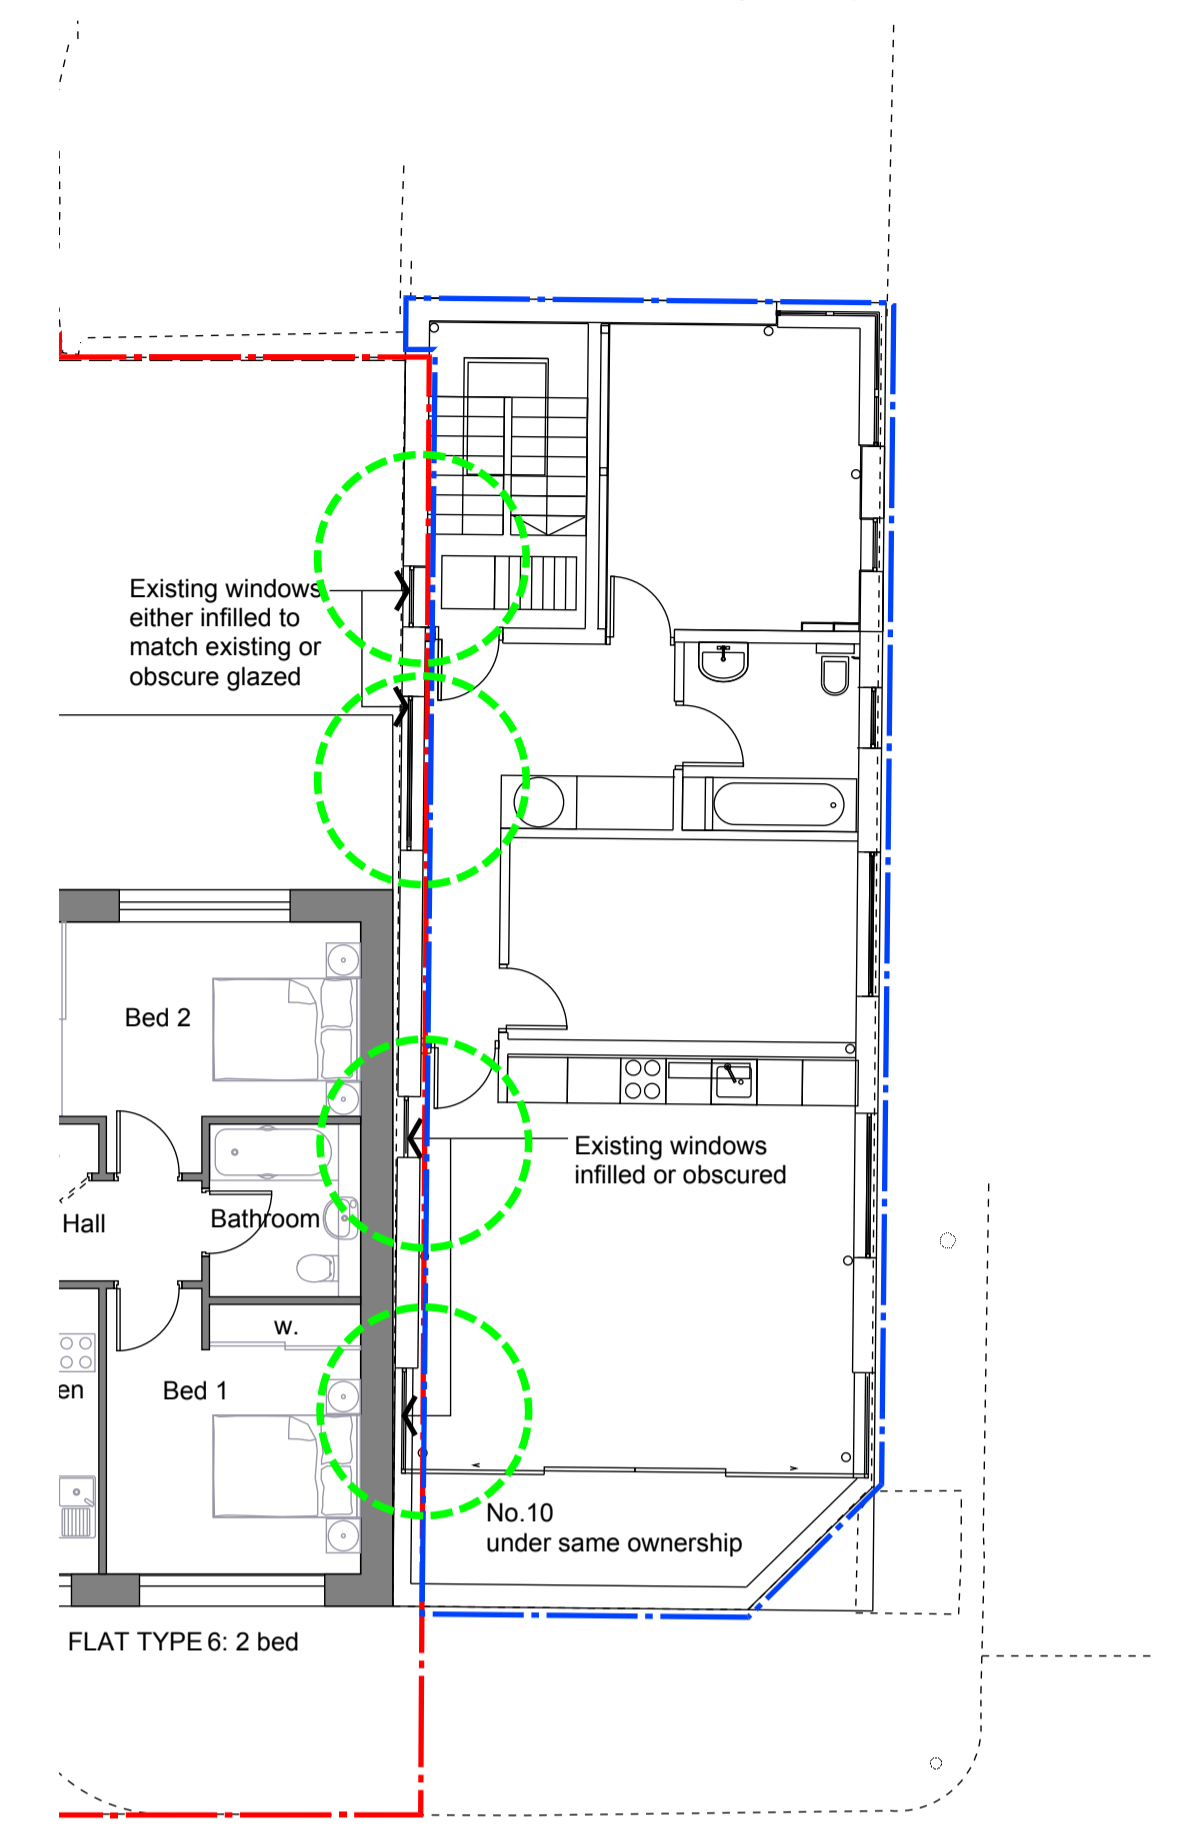 Existing windows
either infilled to
match existing or
obscure glazed
Bed 2
Existing windows
infilled or obscured
Hall
Bathroom
w.
en
Bed 1
No.10
under same ownership
FLAT TYPE 6: 2 bed